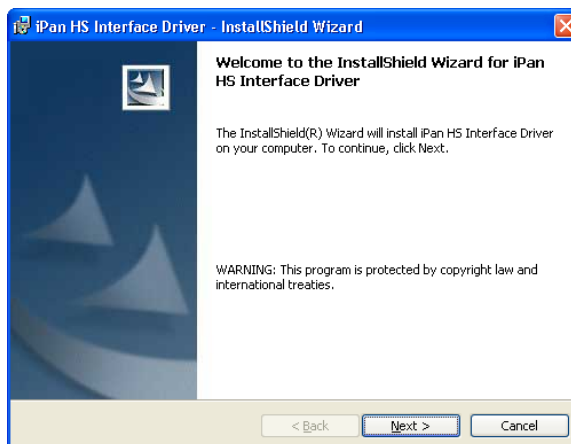 iPan HS Interface Driver - InstallShield Wizard
Welcome to the InstallShield Wizard for iPan
HS Interface Driver
The InstallShield(R) Wizard will install iPan HS Interface Driver
on your computer. To continue, click Next.
WARNING: This program is protected by copyright law and
international treaties.
< Back Next > Cancel